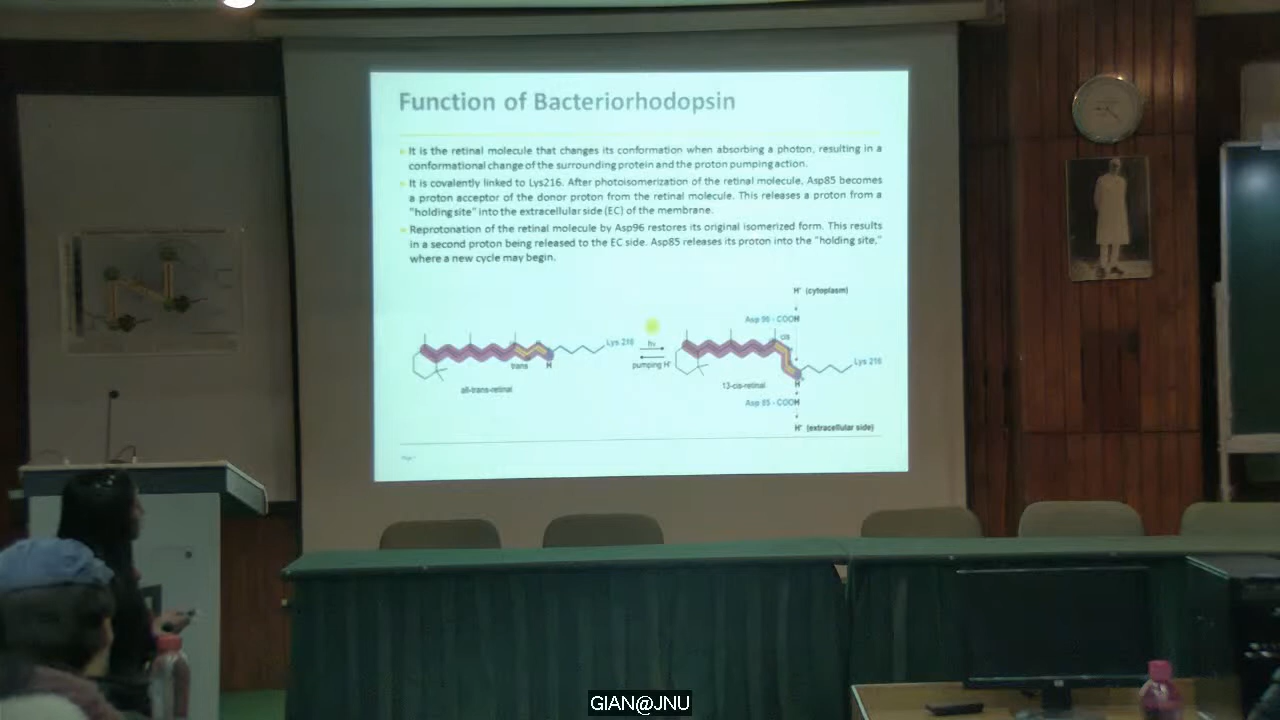 Function of Bacteriorhodopsin
It is the retinal molecule that changes its conformation when absorbing a photon, resulting in a
conformational change of the surrounding protein and the proton pumping action.
It is covalently linked to Lys216. After photoisomerization of the retinal molecule, Asp85 becomes
a proton acceptor of the donor proton from the retinal molecule. This releases a proton from a
"holding site" into the extracellular side (EC) of the membrane.
Reprotonation of the retinal molecule by Asp96 restores its original isomerized form. This results
in a second proton being released to the EC side. Asp85 releases its proton into the "holding site,"
where a new cycle may begin.
H⁺ (cytoplasm)
Asp 96 - COOH
cis
Lys 216
hv
trans
H
pumping H⁺
Lys 216
all-trans-retinal
13-cis-retinal
H
Asp 85 - COOH
H⁺ (extracellular side)
GIAN@JNU